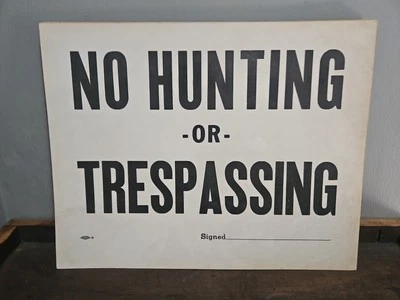 NO HUNTING
-OR-
TRESPASSING
Signed